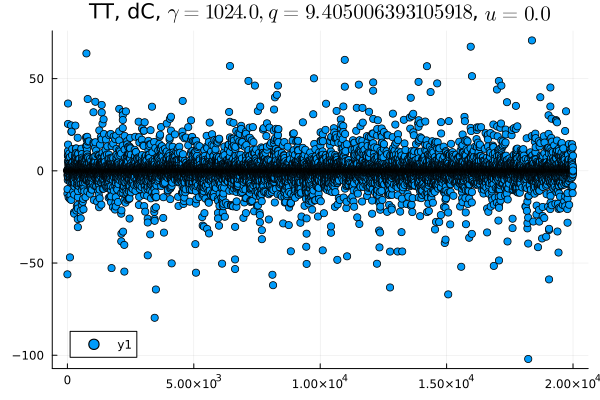 TT, dC, γ = 1024.0, q = 9.405006393105918, u = 0.0
50
0
−50
−100
y1
0 5.00×10³ 1.00×10⁴ 1.50×10⁴ 2.00×10⁴